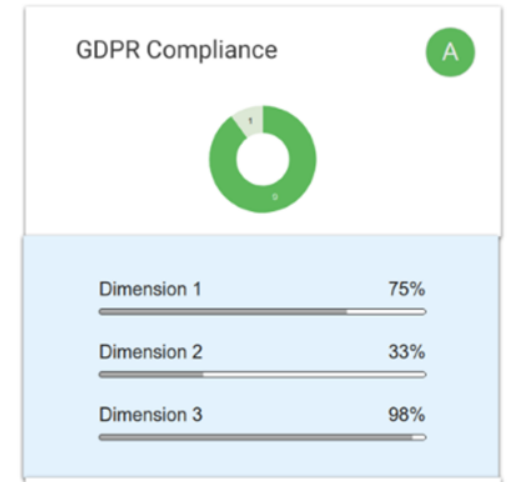 GDPR Compliance
A
1
9
Dimension 1 75%
Dimension 2 33%
Dimension 3 98%